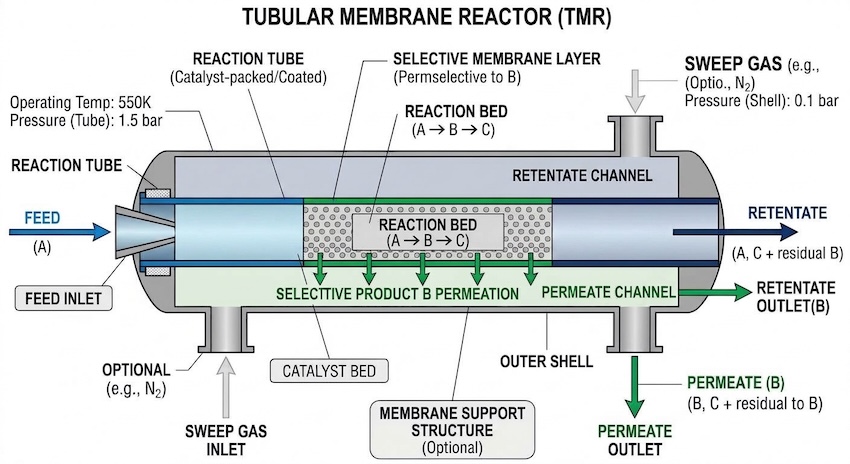 TUBULAR MEMBRANE REACTOR (TMR)
REACTION TUBE
(Catalyst-packed/Coated)
SELECTIVE MEMBRANE LAYER
(Permselective to B)
SWEEP GAS (e.g.,
(Optio., N₂)
Pressure (Shell): 0.1 bar
Operating Temp: 550K
Pressure (Tube): 1.5 bar
REACTION BED
(A → B → C)
REACTION TUBE
RETENTATE CHANNEL
FEED
(A)
REACTION BED
(A → B → C)
RETENTATE
(A, C + residual B)
FEED INLET
SELECTTIVE PRODUCT B PERMEATION
PERMEATE CHANNEL
RETENTATE
OUTLET(B)
OPTIONAL
(e.g., N₂)
CATALYST BED
OUTER SHELL
PERMEATE (B)
(B, C + residual to B)
MEMBRANE SUPPORT
STRUCTURE
(Optional)
SWEEP GAS
INLET
PERMEATE
OUTLET